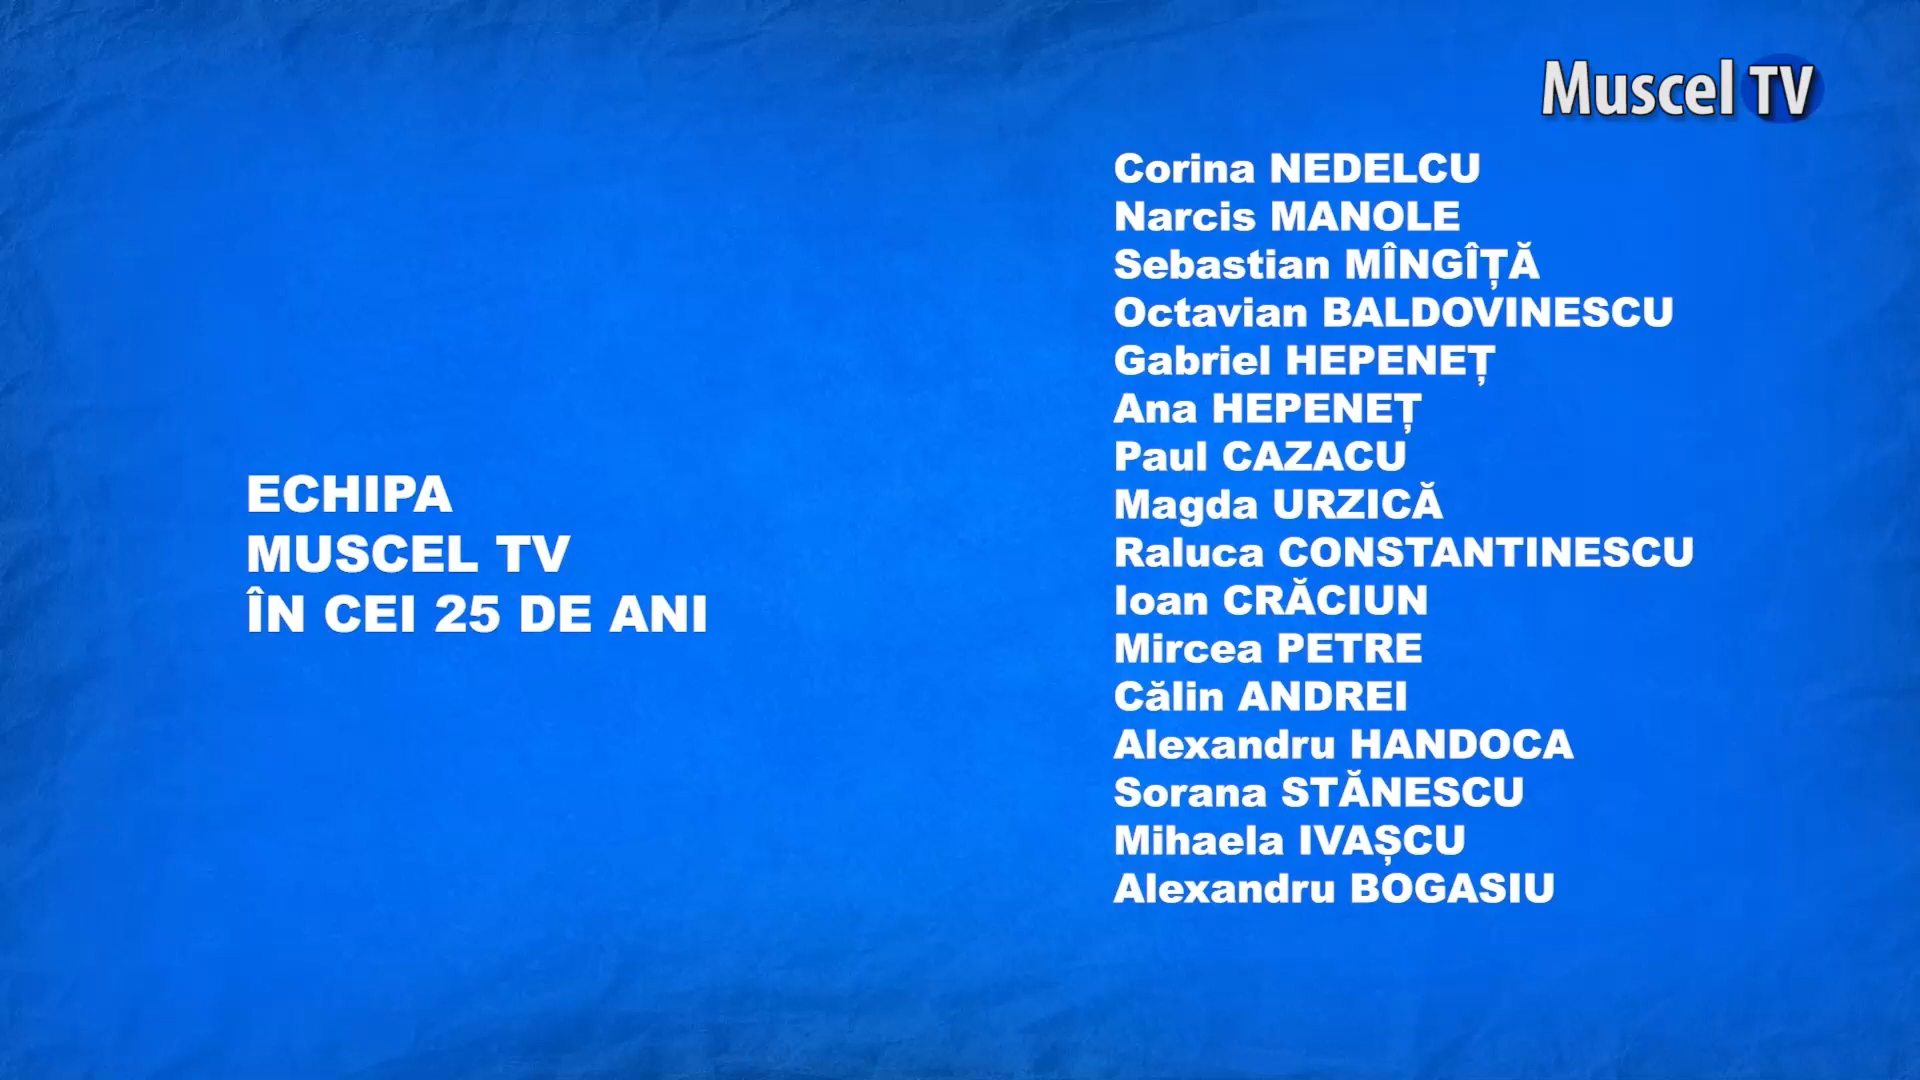 Muscel TV
ECHIPA
MUSCEL TV
ÎN CEI 25 DE ANI
Corina NEDELCU
Narcis MANOLE
Sebastian MÎNGÎȚĂ
Octavian BALDOVINESCU
Gabriel HEPENEȚ
Ana HEPENEȚ
Paul CAZACU
Magda URZICĂ
Raluca CONSTANTINESCU
Ioan CRĂCIUN
Mircea PETRE
Călin ANDREI
Alexandru HANDOCA
Sorana STĂNESCU
Mihaela IVAȘCU
Alexandru BOGASIU